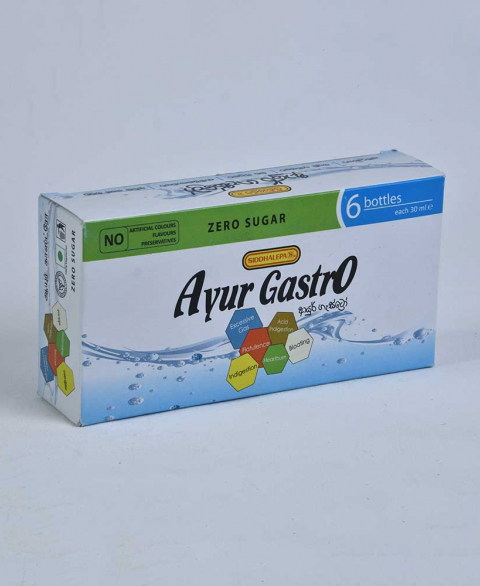 NO
ARTIFICIAL COLOURS
FLAVOURS
PRESERVATIVES
ZERO SUGAR
6 bottles
each 30 ml e
SIDDHALEPA
Ayur GastrO
ආයුර් ගැස්ට්‍රෝ
Excessive
Gas
Acid
Indigestion
Flatulence
Bloating
Heartburn
Indigestion
ZERO SUGAR